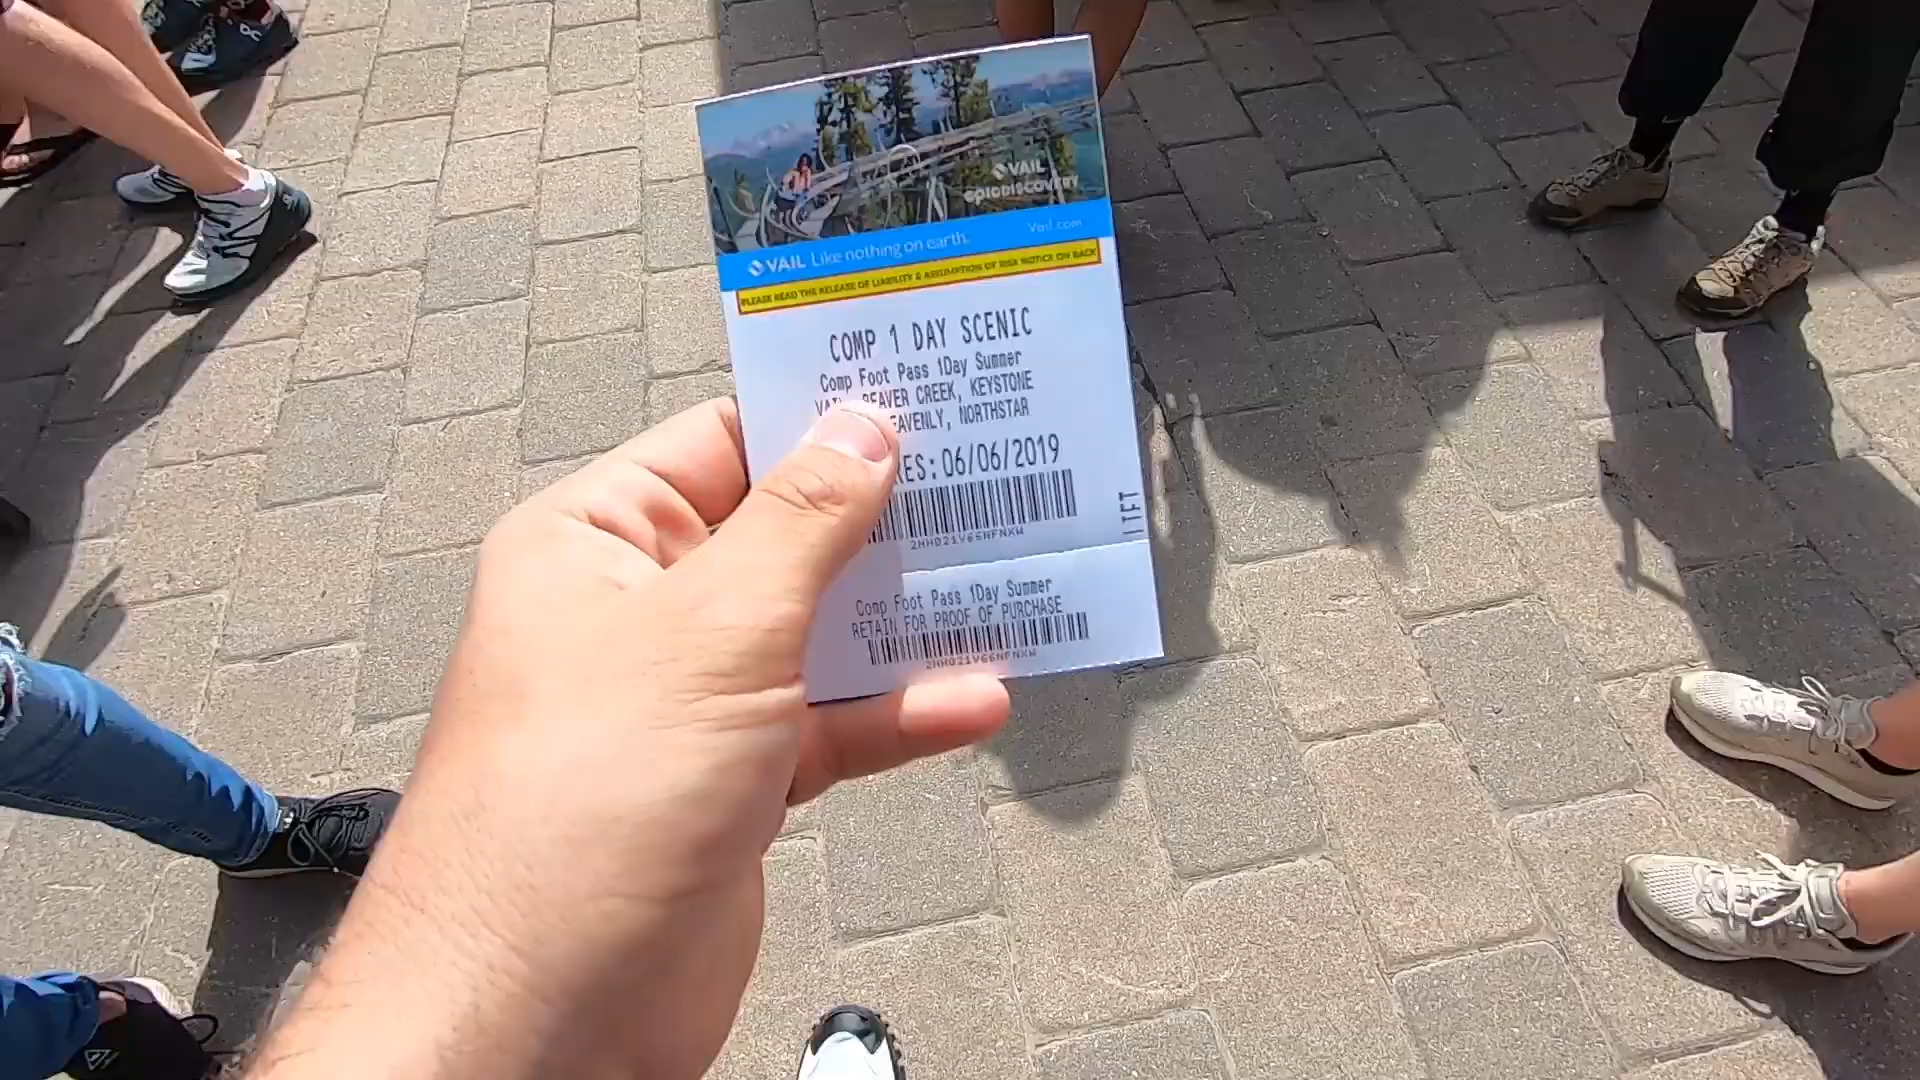 VAIL
EPICDISCOVERY
VAIL Like nothing on earth. Vail.com
PLEASE READ THE RELEASE OF LIABILITY & ASSUMPTION OF RISK NOTICE ON BACK
COMP 1 DAY SCENIC
Comp Foot Pass 1Day Summer
BEAVER CREEK, KEYSTONE
EAVENLY, NORTHSTAR
RES: 06/06/2019
1TFT
Comp Foot Pass 1Day Summer
RETAIN FOR PROOF OF PURCHASE